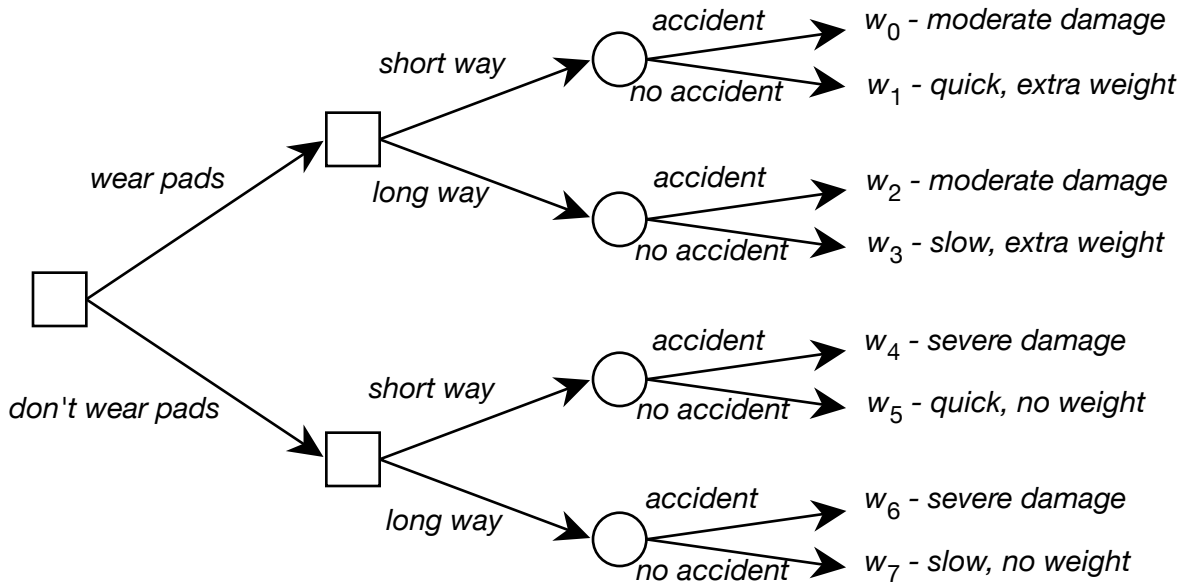 accident
w0 - moderate damage
short way
no accident
w1 - quick, extra weight
wear pads
long way
accident
w2 - moderate damage
no accident
w3 - slow, extra weight
don't wear pads
short way
accident
w4 - severe damage
no accident
w5 - quick, no weight
long way
accident
w6 - severe damage
no accident
w7 - slow, no weight